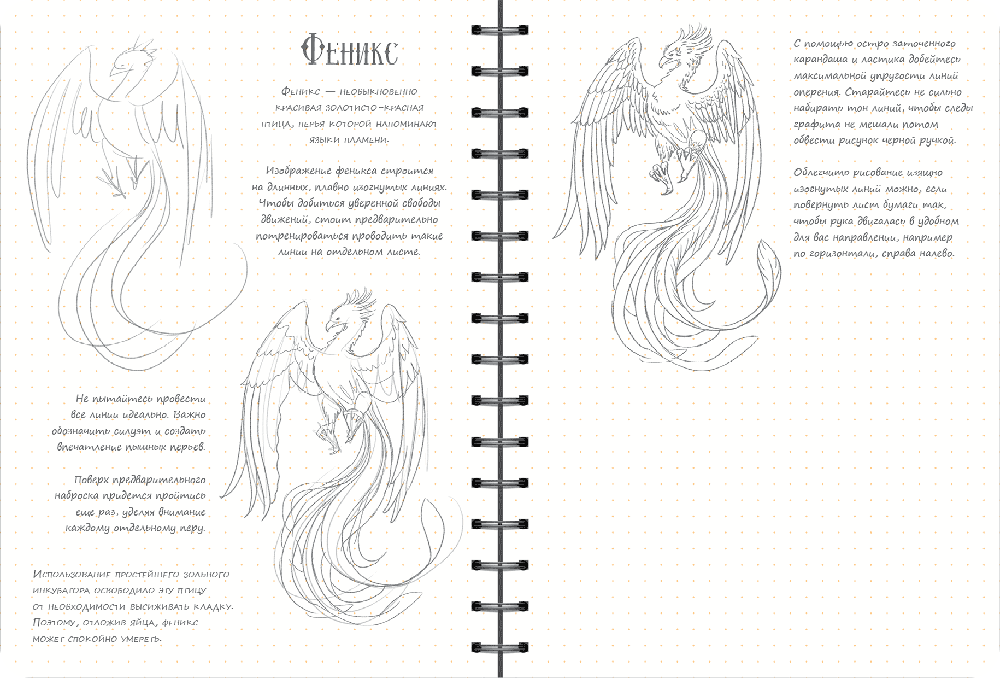 Феникс
Феникс — необыкновенно
красивая золотисто-красная
птица, перья которой напоминают
языки пламени.
Изображение феникса строится
на длинных, плавно изогнутых линиях.
Чтобы добиться уверенной свободы
движений, стоит предварительно
потренироваться проводить такие
линии на отдельном листе.
Не пытайтесь провести
все линии идеально. Важно
обозначить силуэт и создать
впечатление пышных перьев.
Поверх предварительного
наброска придется пройтись
еще раз, уделяя внимание
каждому отдельному перу.
Использование простейшего зольного
инкубатора освободило эту птицу
от необходимости высиживать кладку.
Поэтому, отложив яйца, феникс
может спокойно умереть.
С помощью остро заточенного
карандаша и ластика добейтесь
максимальной упругости линий
оперения. Старайтесь не сильно
набирать тон линий, чтобы следы
графита не мешали потом
обвести рисунок черной ручкой.
Облегчить рисование изящно
изогнутых линий можно, если
повернуть лист бумаги так,
чтобы рука двигалась в удобном
для вас направлении, например
по горизонтали, справа налево.